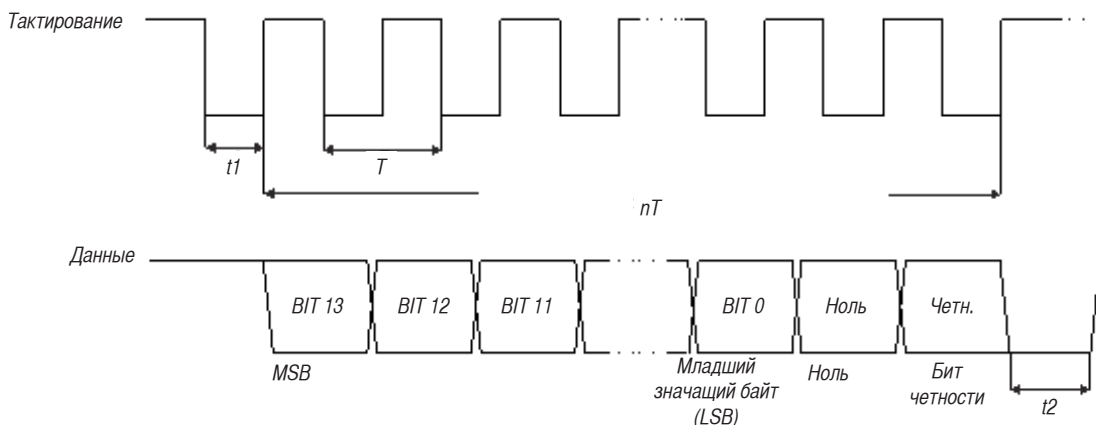 Тактирование
t1
T
nT
Данные
BIT 13
BIT 12
BIT 11
BIT 0
Ноль
Четн.
MSB
Младший
значащий байт
(LSB)
Ноль
Бит
четности
t2